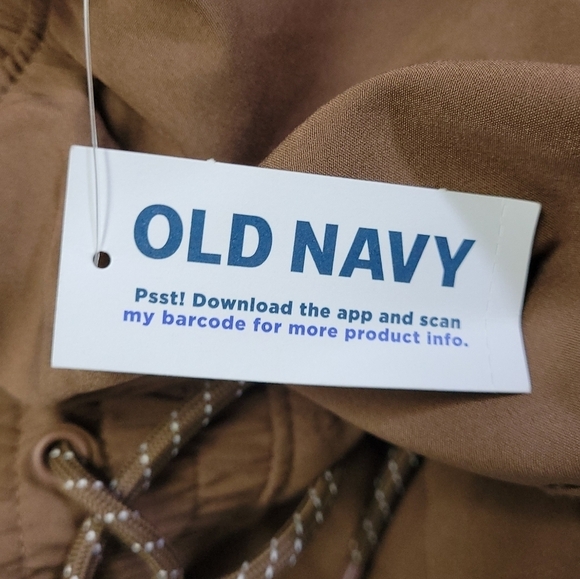 OLD NAVY
Psst! Download the app and scan
my barcode for more product info.